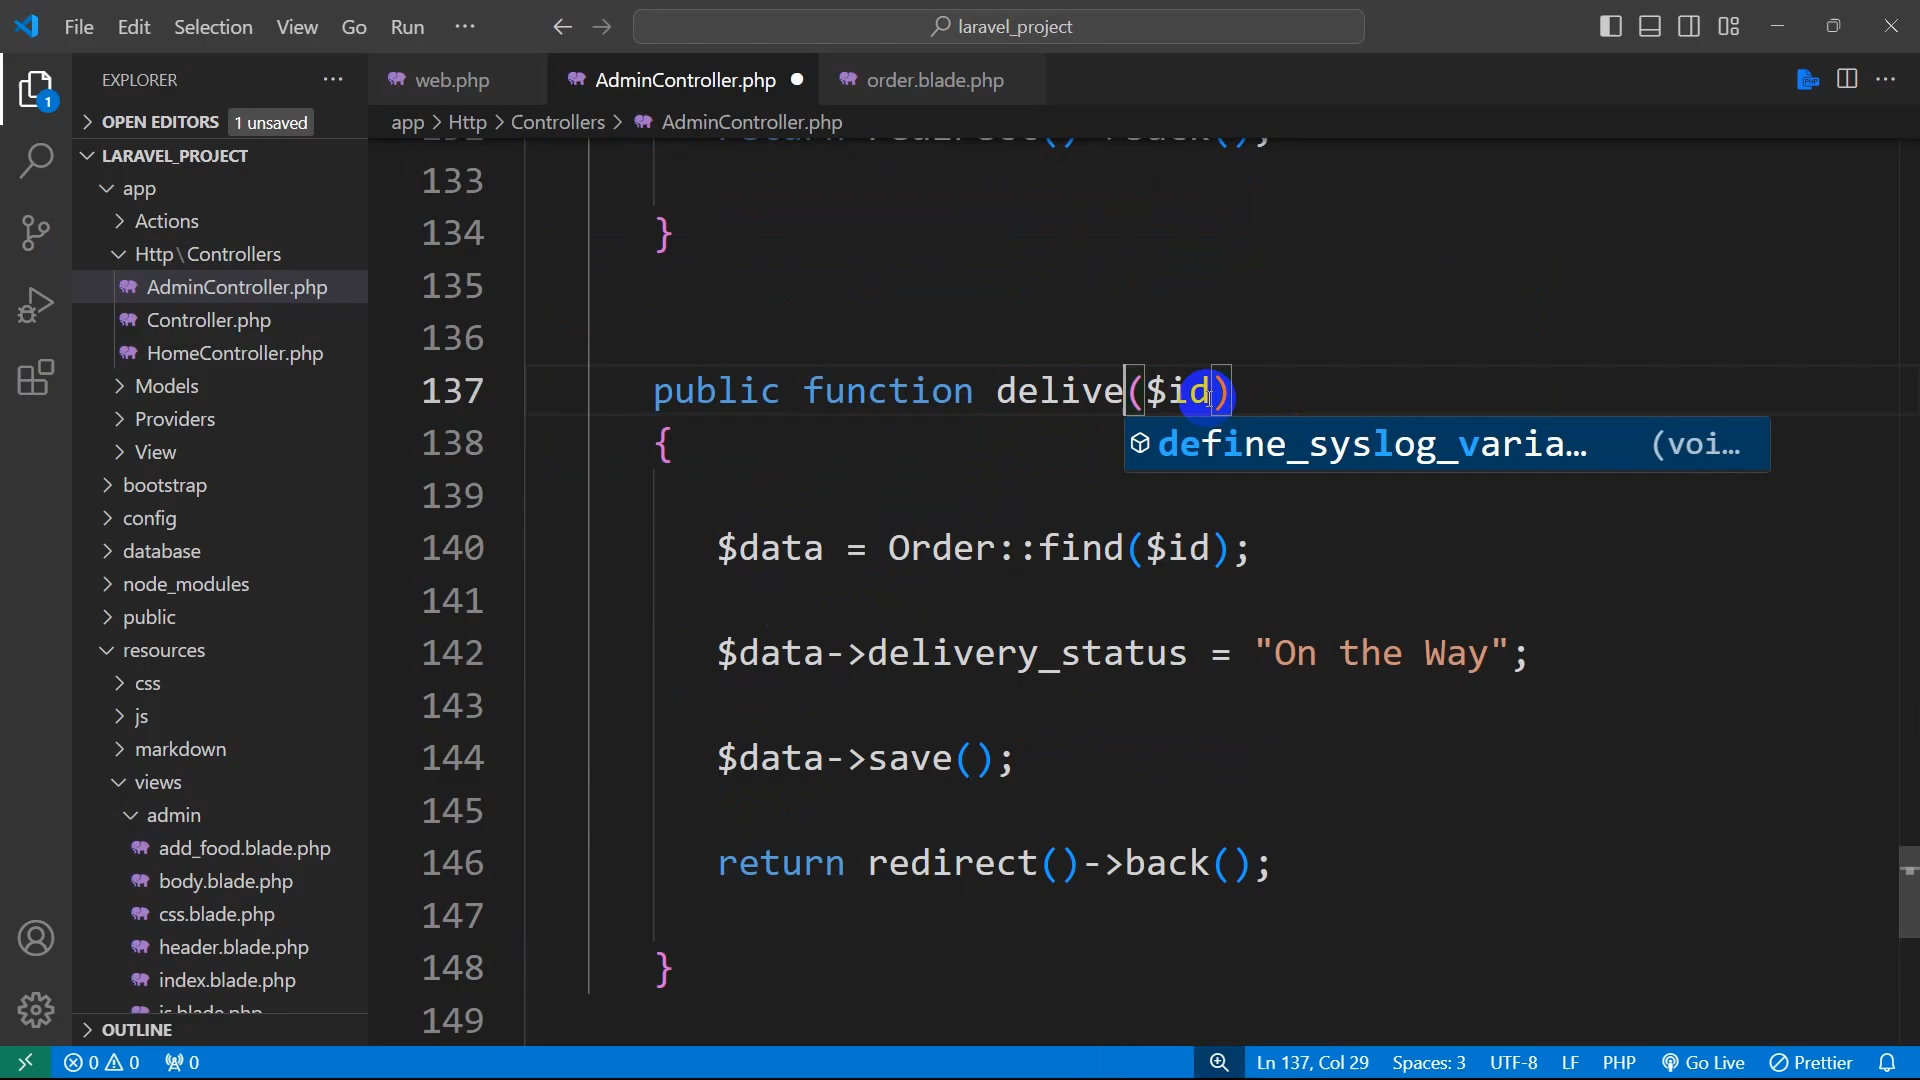 File Edit Selection View Go Run ··· laravel_project
EXPLORER ···
web.php AdminController.php order.blade.php ···
OPEN EDITORS 1 unsaved
app > Http > Controllers > AdminController.php
LARAVEL_PROJECT
app
Actions
Http\Controllers
AdminController.php
Controller.php
HomeController.php
Models
Providers
View
bootstrap
config
database
node_modules
public
resources
css
js
markdown
views
admin
add_food.blade.php
body.blade.php
css.blade.php
header.blade.php
index.blade.php
js.blade.php
OUTLINE
133
134 }
135
136
137 public function delive($id)
define_syslog_varia... (voi...
138 {
139
140 $data = Order::find($id);
141
142 $data->delivery_status = "On the Way";
143
144 $data->save();
145
146 return redirect()->back();
147
148 }
149
1
0 0 0 Ln 137, Col 29 Spaces: 3 UTF-8 LF PHP Go Live Prettier